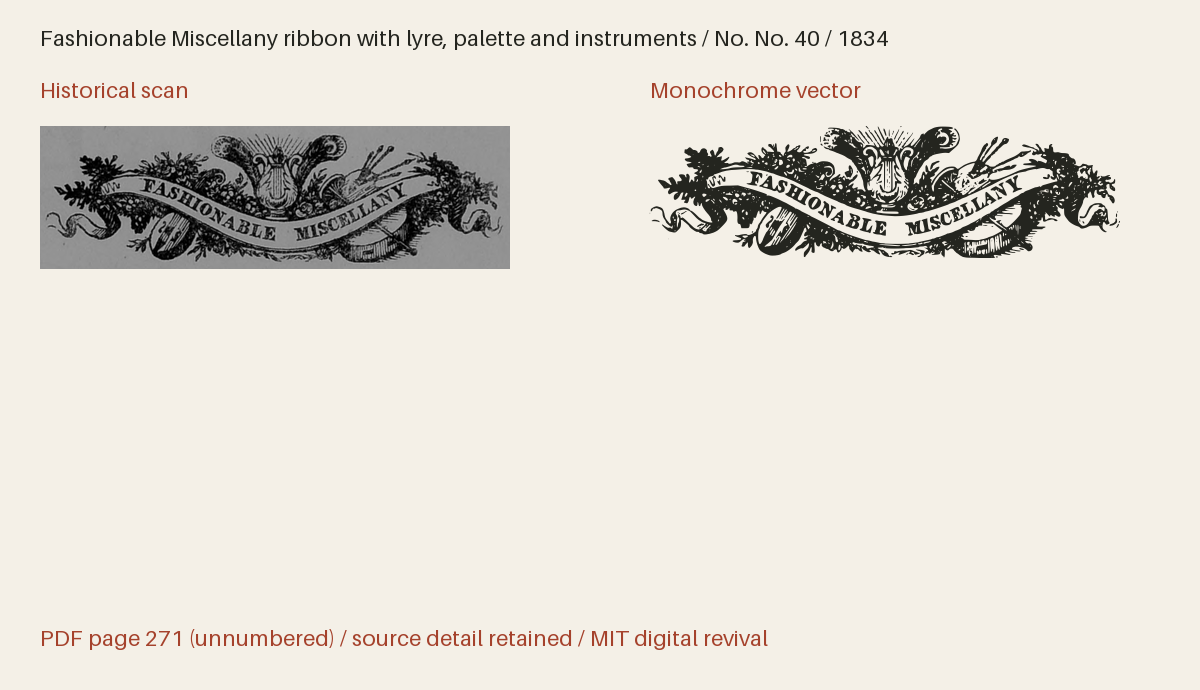 Fashionable Miscellany ribbon with lyre, palette and instruments / No. No. 40 / 1834
Historical scan
Monochrome vector
FASHIONABLE MISCELLANY
FASHIONABLE MISCELLANY
PDF page 271 (unnumbered) / source detail retained / MIT digital revival